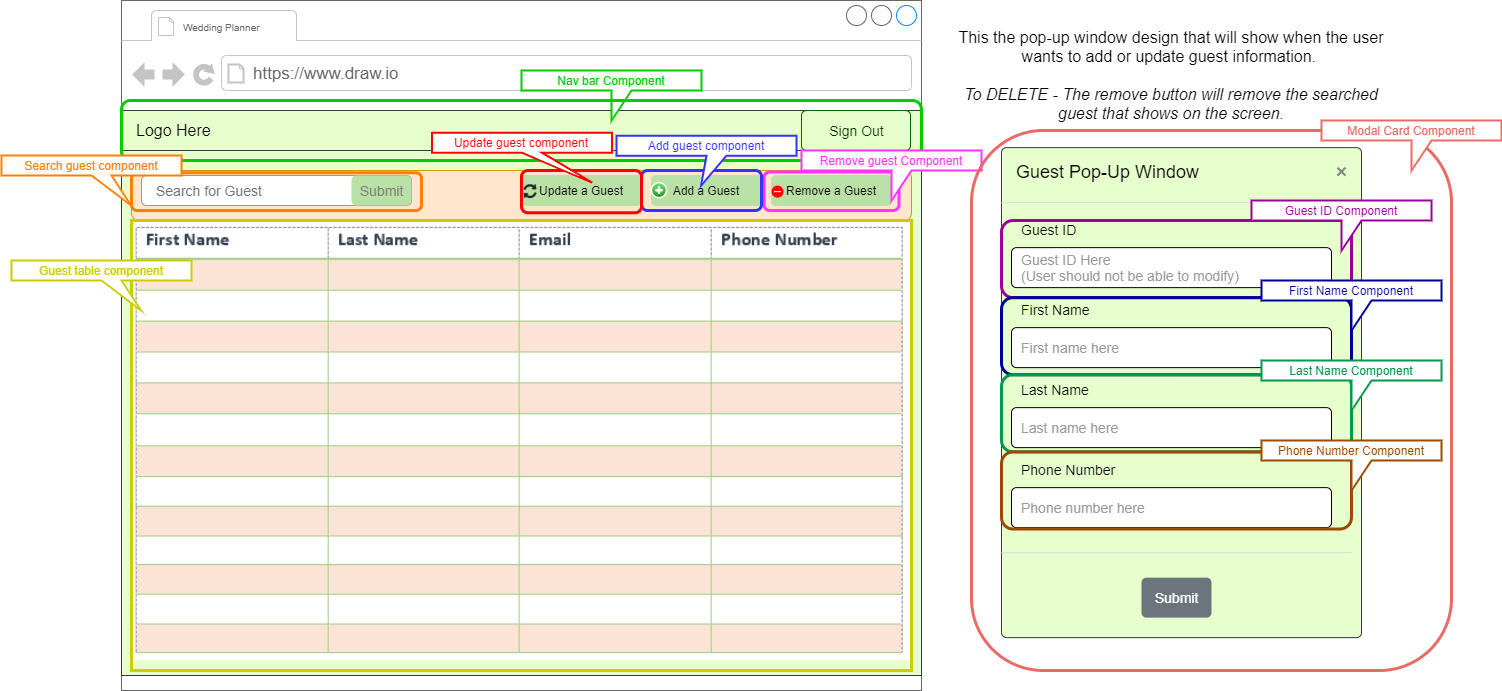 Wedding Planner
https://www.draw.io
Nav bar Component
Logo Here
Sign Out
Update guest component
Add guest component
Remove guest Component
Search guest component
Search for Guest
Submit
Update a Guest
Add a Guest
Remove a Guest
First Name
Last Name
Email
Phone Number
Guest table component
This the pop-up window design that will show when the user
wants to add or update guest information.
To DELETE - The remove button will remove the searched
guest that shows on the screen.
Modal Card Component
Guest Pop-Up Window
×
Guest ID Component
Guest ID
Guest ID Here
(User should not be able to modify)
First Name Component
First Name
First name here
Last Name Component
Last Name
Last name here
Phone Number Component
Phone Number
Phone number here
Submit